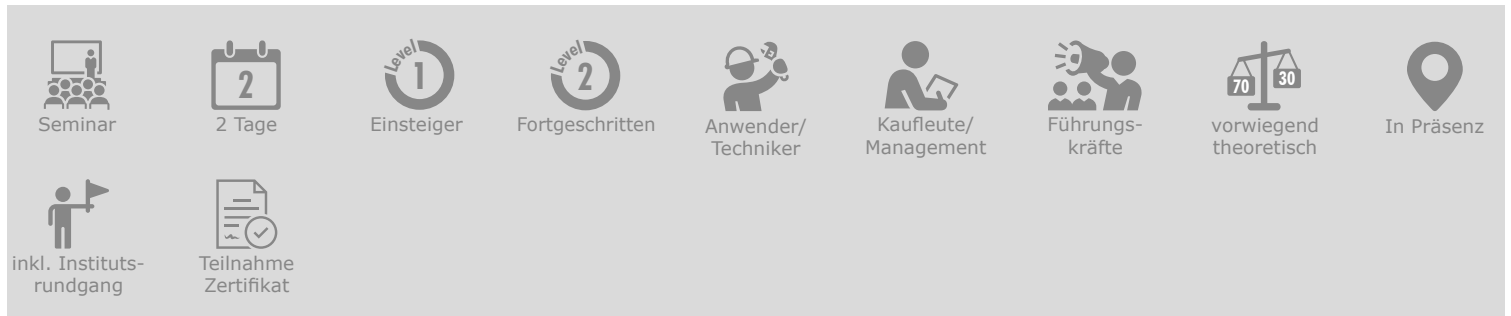 Seminar
2
2 Tage
Level
1
Einsteiger
Level
2
Fortgeschritten
Anwender/
Techniker
Kaufleute/
Management
Führungs-
kräfte
70
30
vorwiegend
theoretisch
In Präsenz
inkl. Instituts-
rundgang
Teilnahme
Zertifikat